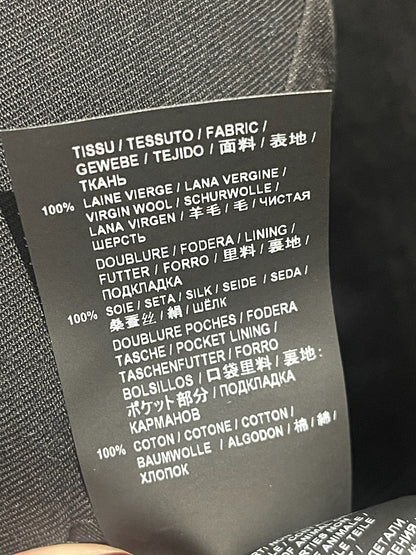 TISSU / TESSUTO / FABRIC /
GEWEBE / TEJIDO / 面料 / 表地 /
ТКАНЬ
100% LAINE VIERGE / LANA VERGINE /
VIRGIN WOOL / SCHURWOLLE /
LANA VIRGEN / 羊毛 / 毛 / ЧИСТАЯ
ШЕРСТЬ
DOUBLURE / FODERA / LINING /
FUTTER / FORRO / 里料 / 裏地 /
ПОДКЛАДКА
100% SOIE / SETA / SILK / SEIDE / SEDA /
桑蚕丝 / 絹 / ШЁЛК
DOUBLURE POCHES / FODERA
TASCHE / POCKET LINING /
TASCHENFUTTER / FORRO
BOLSILLOS / 口袋里料 / 裏地:
ポケット部分 / ПОДКЛАДКА
КАРМАНОВ
100% COTON / COTONE / COTTON /
BAUMWOLLE / ALGODON / 棉 / 綿 /
ХЛОПОК